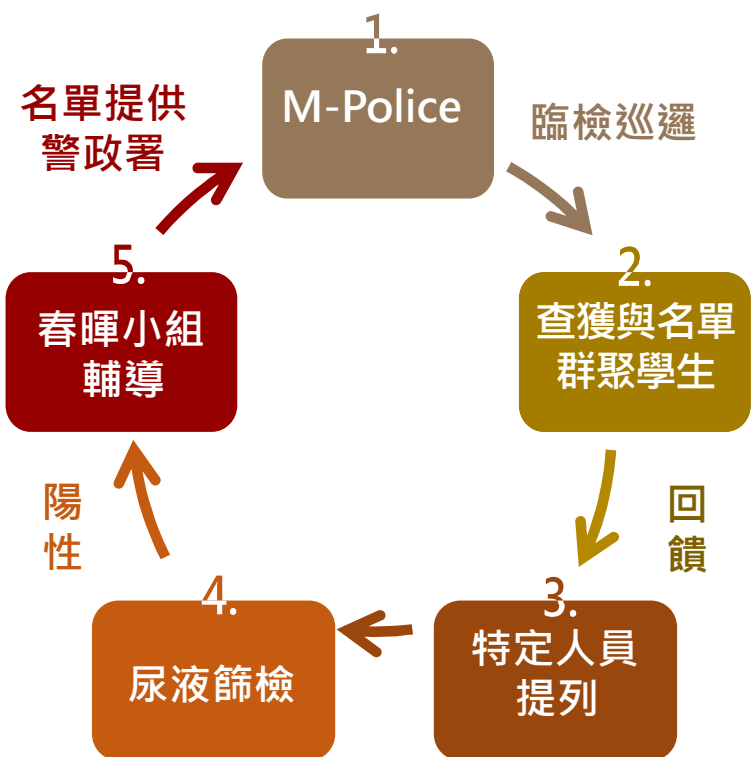 1.
M-Police
臨檢巡邏
2.
查獲與名單
群聚學生
回
饋
3.
特定人員
提列
4.
尿液篩檢
陽
性
5.
春暉小組
輔導
名單提供
警政署